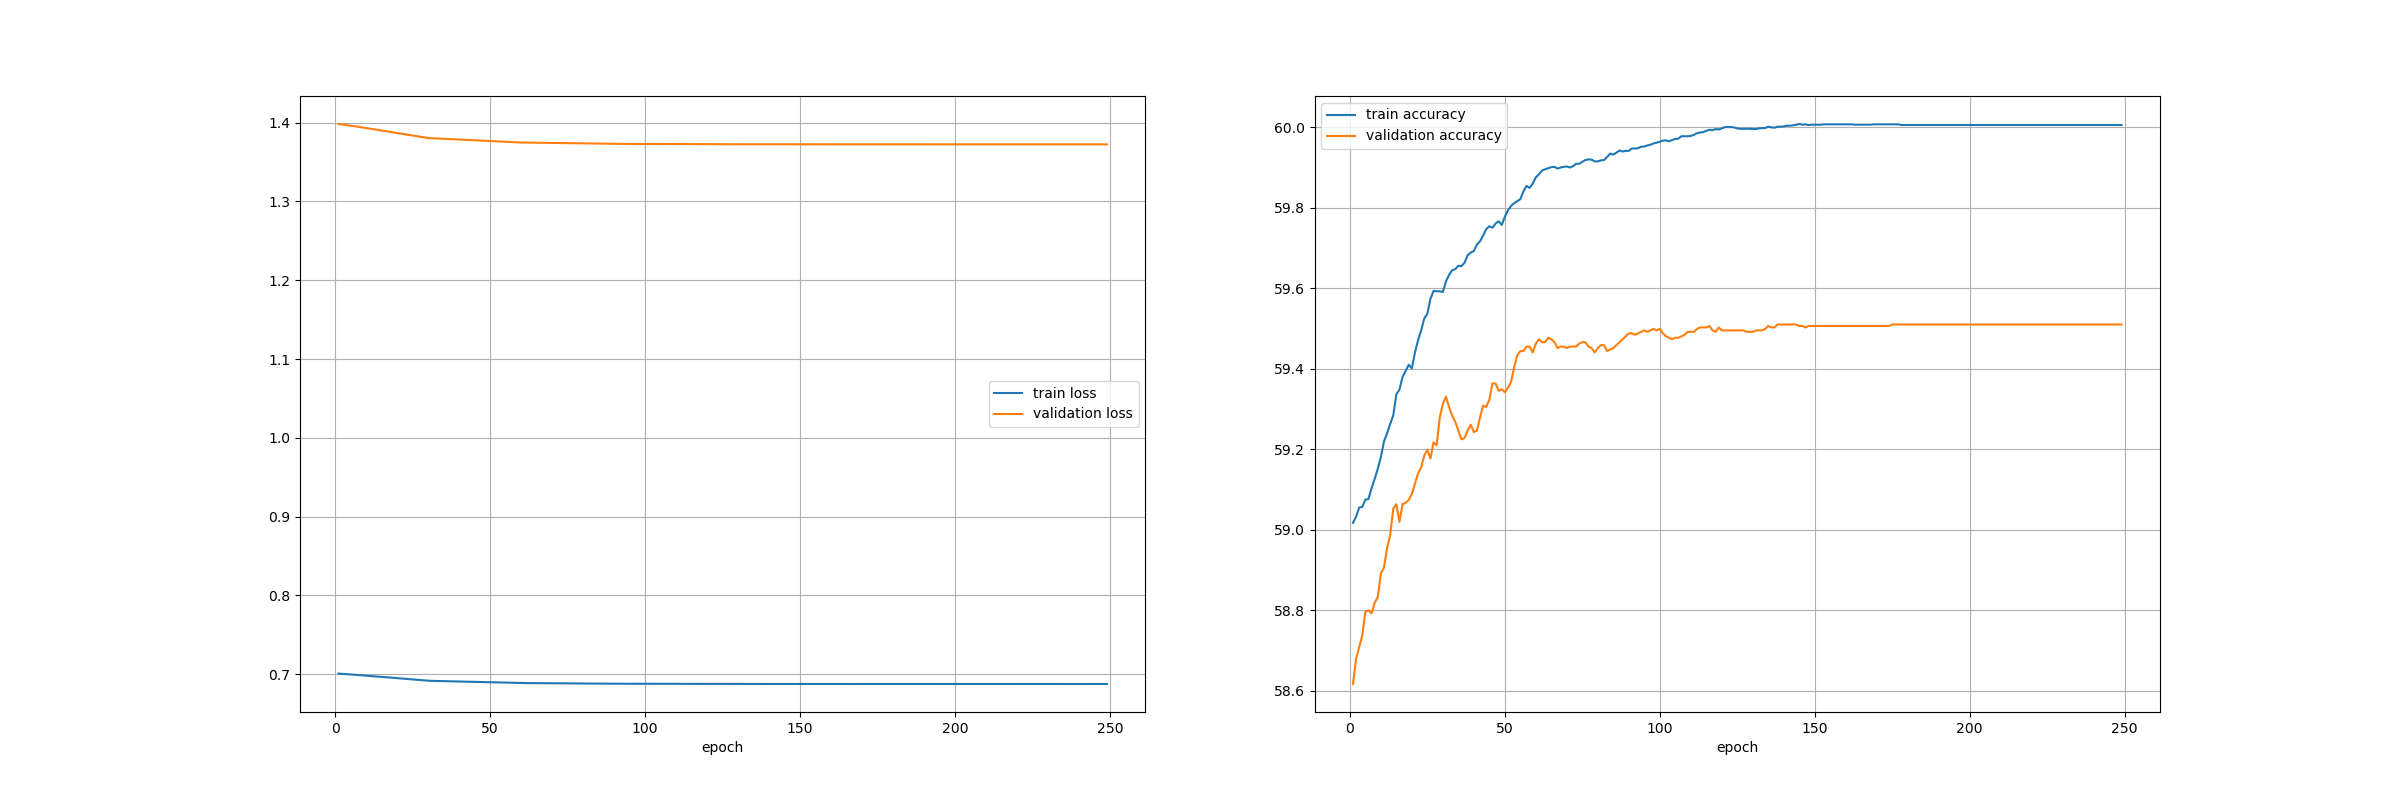 1.4
1.3
1.2
1.1
1.0
0.9
0.8
0.7
0 50 100 150 200 250
epoch
train loss
validation loss
60.0
59.8
59.6
59.4
59.2
59.0
58.8
58.6
0 50 100 150 200 250
epoch
train accuracy
validation accuracy